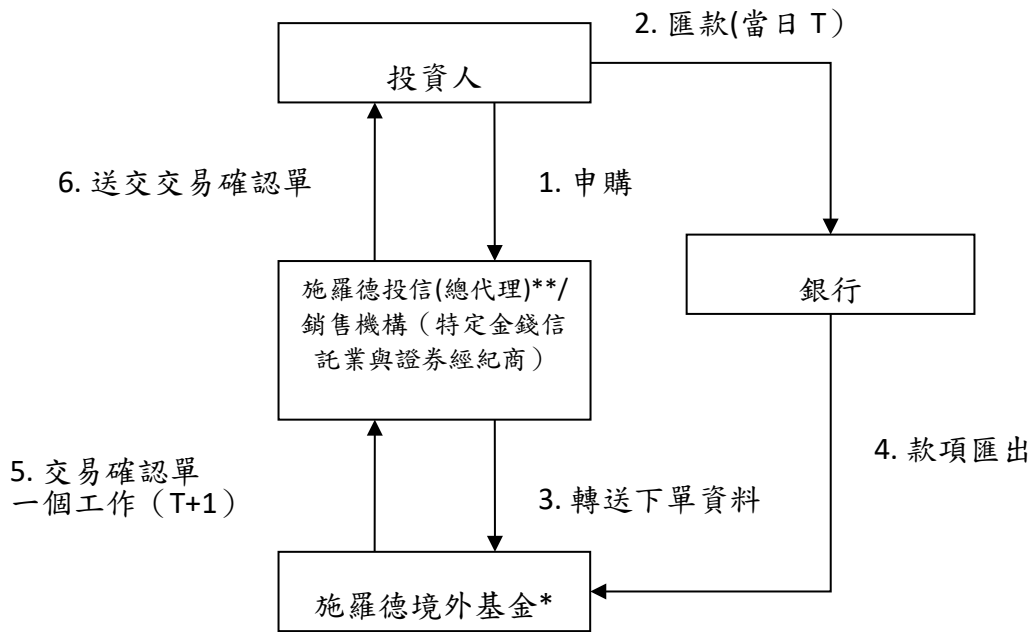 2. 匯款(當日 T）
投資人
6. 送交交易確認單
1. 申購
施羅德投信(總代理)**/
銷售機構（特定金錢信
託業與證券經紀商）
銀行
5. 交易確認單
一個工作（T+1）
4. 款項匯出
3. 轉送下單資料
施羅德境外基金*